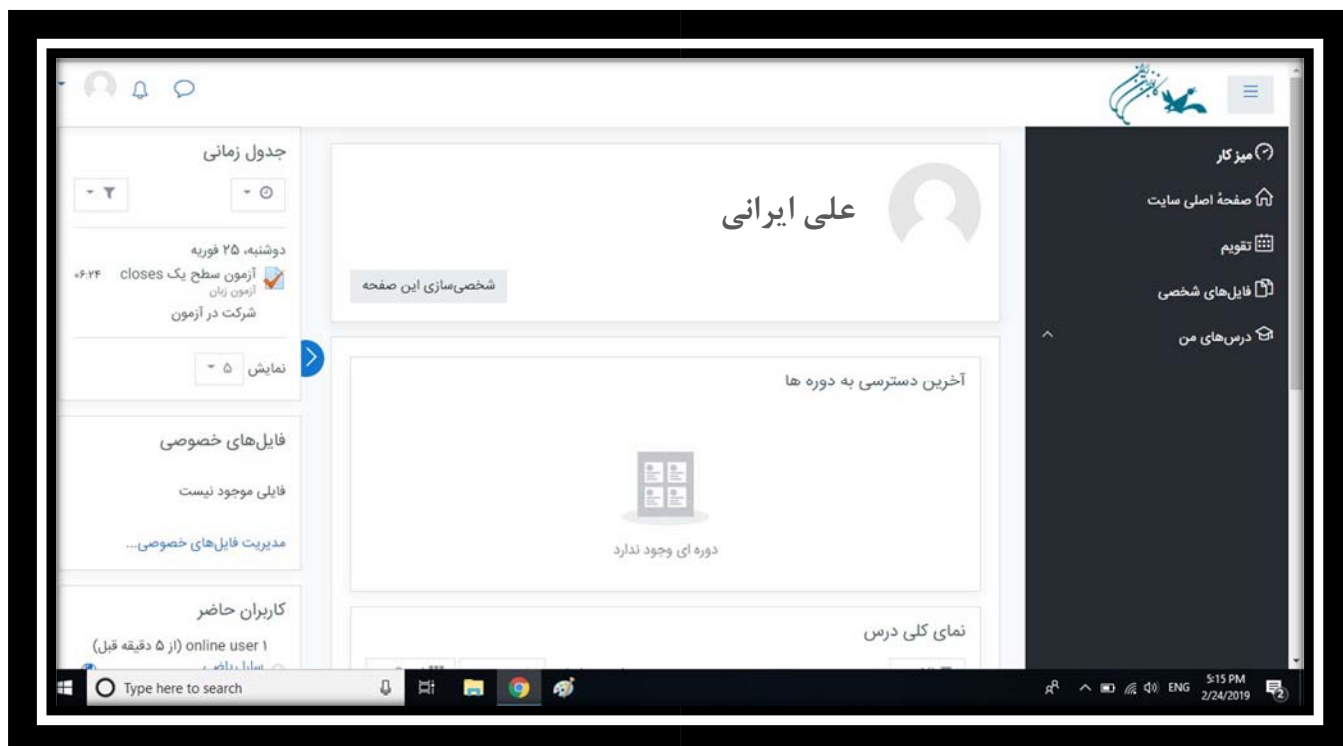 میز کار
صفحهٔ اصلی سایت
تقویم
فایل‌های شخصی
درس‌های من
علی ایرانی
شخصی‌سازی این صفحه
آخرین دسترسی به دوره ها
دوره ای وجود ندارد
نمای کلی درس
جدول زمانی
دوشنبه، ۲۵ فوریه
آزمون سطح یک closes ۰۶:۲۴
آزمون زبان
شرکت در آزمون
نمایش ۵
فایل‌های خصوصی
فایلی موجود نیست
مدیریت فایل‌های خصوصی...
کاربران حاضر
۱ online user (از ۵ دقیقه قبل)
Type here to search
ENG
5:15 PM
2/24/2019
2